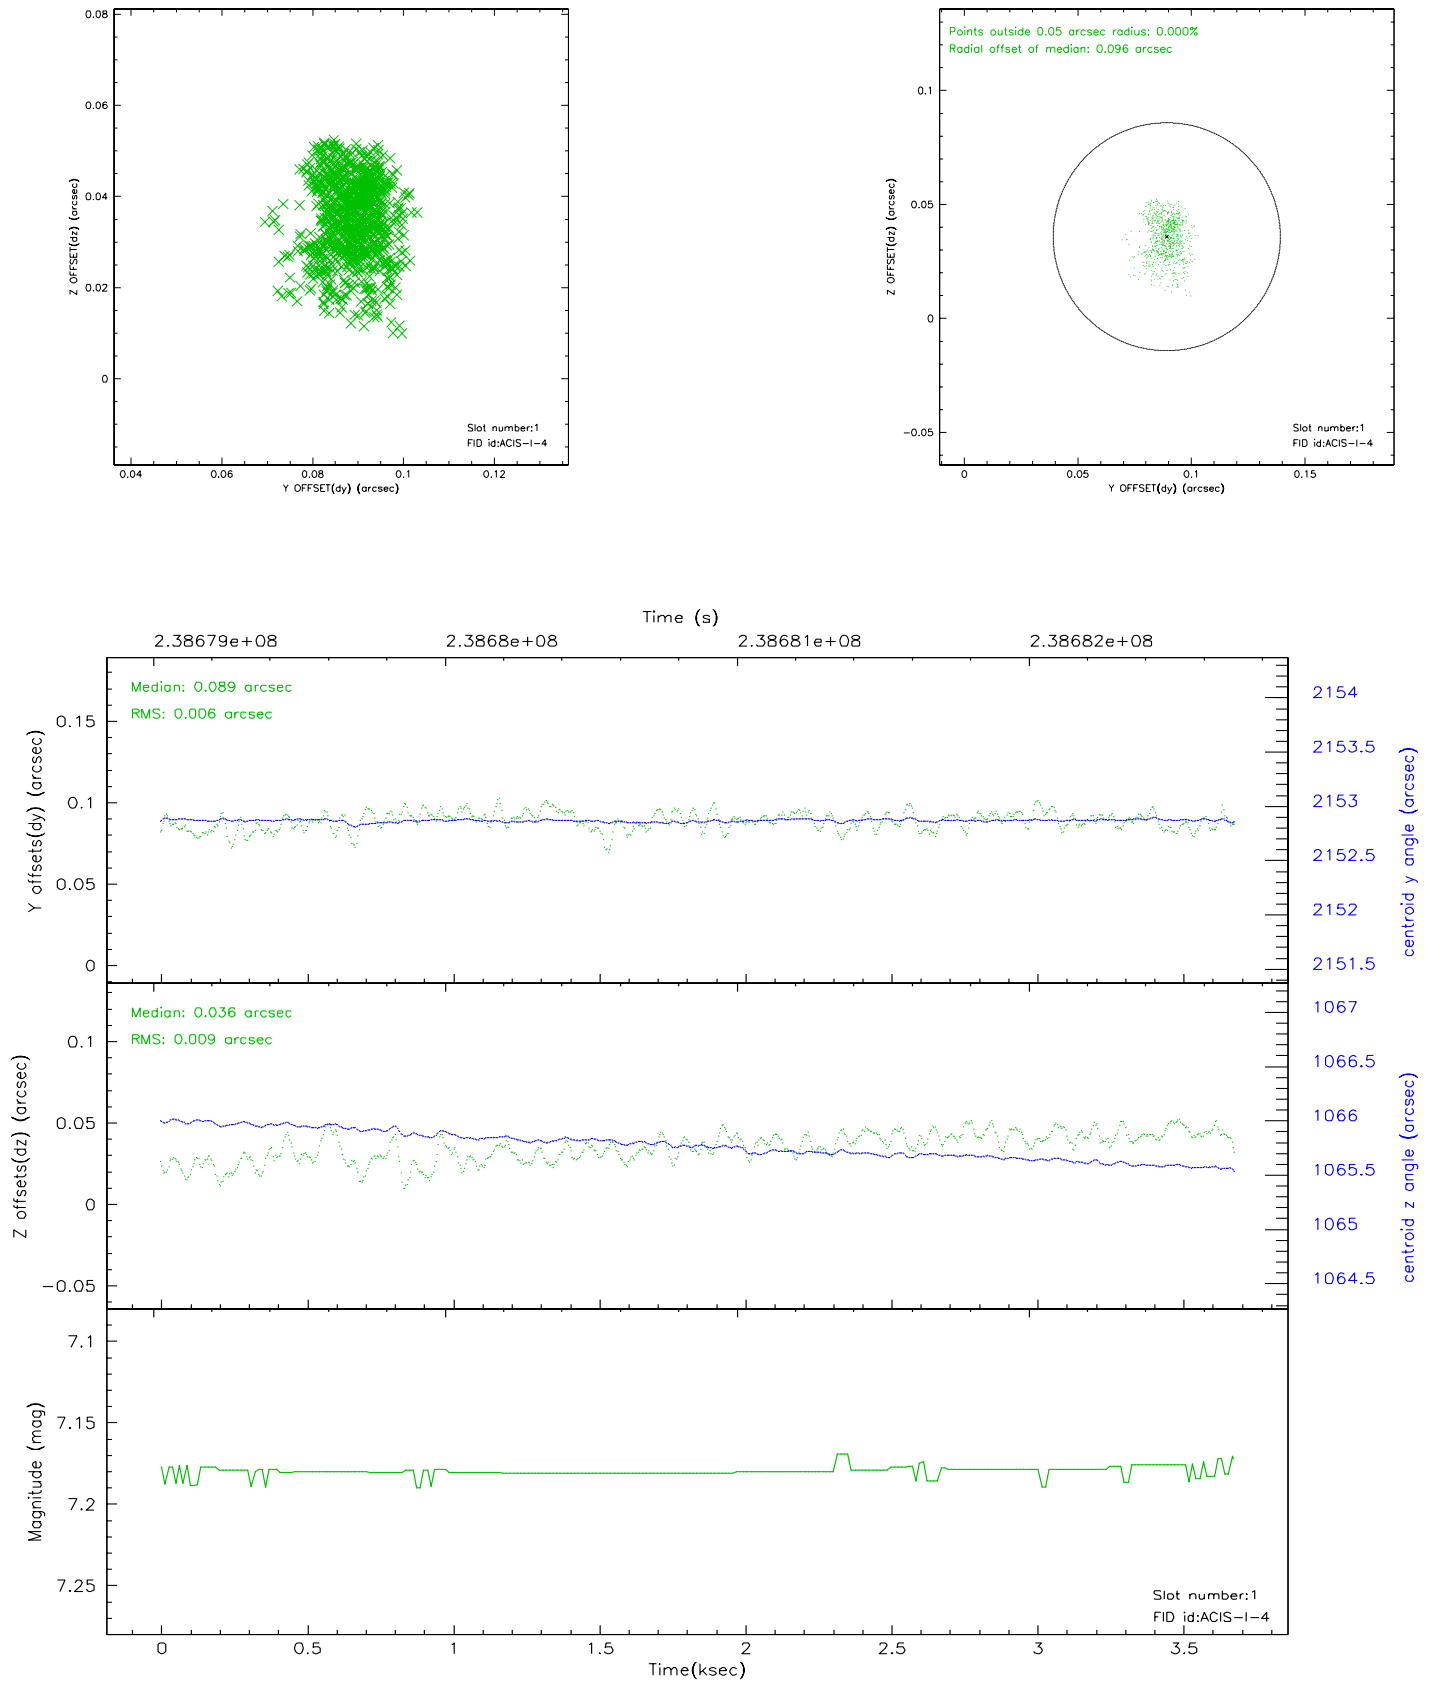 0.08
0.06
0.04
0.02
0
Z OFFSET(dz) (arcsec)
Slot number:1
FID id:ACIS-I-4
0.04 0.06 0.08 0.1 0.12
Y OFFSET(dy) (arcsec)
Points outside 0.05 arcsec radius: 0.000%
Radial offset of median: 0.096 arcsec
0.1
0.05
0
-0.05
Z OFFSET(dz) (arcsec)
Slot number:1
FID id:ACIS-I-4
0 0.05 0.1 0.15
Y OFFSET(dy) (arcsec)
Time (s)
2.38679e+08 2.3868e+08 2.38681e+08 2.38682e+08
Median: 0.089 arcsec
RMS: 0.006 arcsec
0.15
0.1
0.05
0
Y offsets(dy) (arcsec)
2154
2153.5
2153
2152.5
2152
2151.5
centroid y angle (arcsec)
Median: 0.036 arcsec
RMS: 0.009 arcsec
0.1
0.05
0
-0.05
Z offsets(dz) (arcsec)
1067
1066.5
1066
1065.5
1065
1064.5
centroid z angle (arcsec)
7.1
7.15
7.2
7.25
Magnitude (mag)
Slot number:1
FID id:ACIS-I-4
0 0.5 1 1.5 2 2.5 3 3.5
Time(ksec)